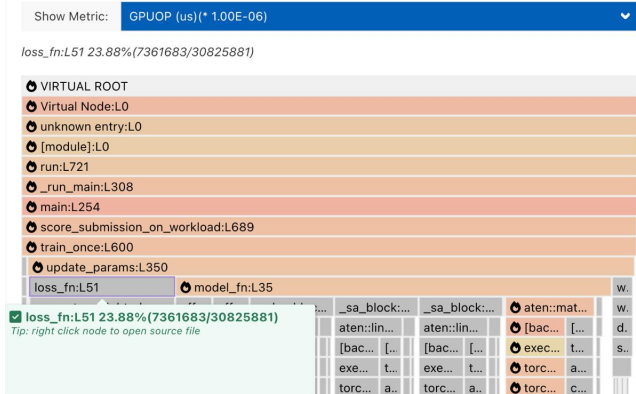 Show Metric: GPUOP (us)(* 1.00E-06)
loss_fn:L51 23.88%(7361683/30825881)
VIRTUAL ROOT
Virtual Node:L0
unknown entry:L0
[module]:L0
run:L721
_run_main:L308
main:L254
score_submission_on_workload:L689
train_once:L600
update_params:L350
loss_fn:L51 model_fn:L35 w.
_sa_block:... _sa_block:... aten::mat... w.
loss_fn:L51 23.88%(7361683/30825881)
Tip: right click node to open source file
aten::lin... aten::lin... [bac... [... d.
[bac... [... [bac... [... exec... t... s..
exe... t... exe... t... torc... a...
torc... a.. torc... a.. torc... c...